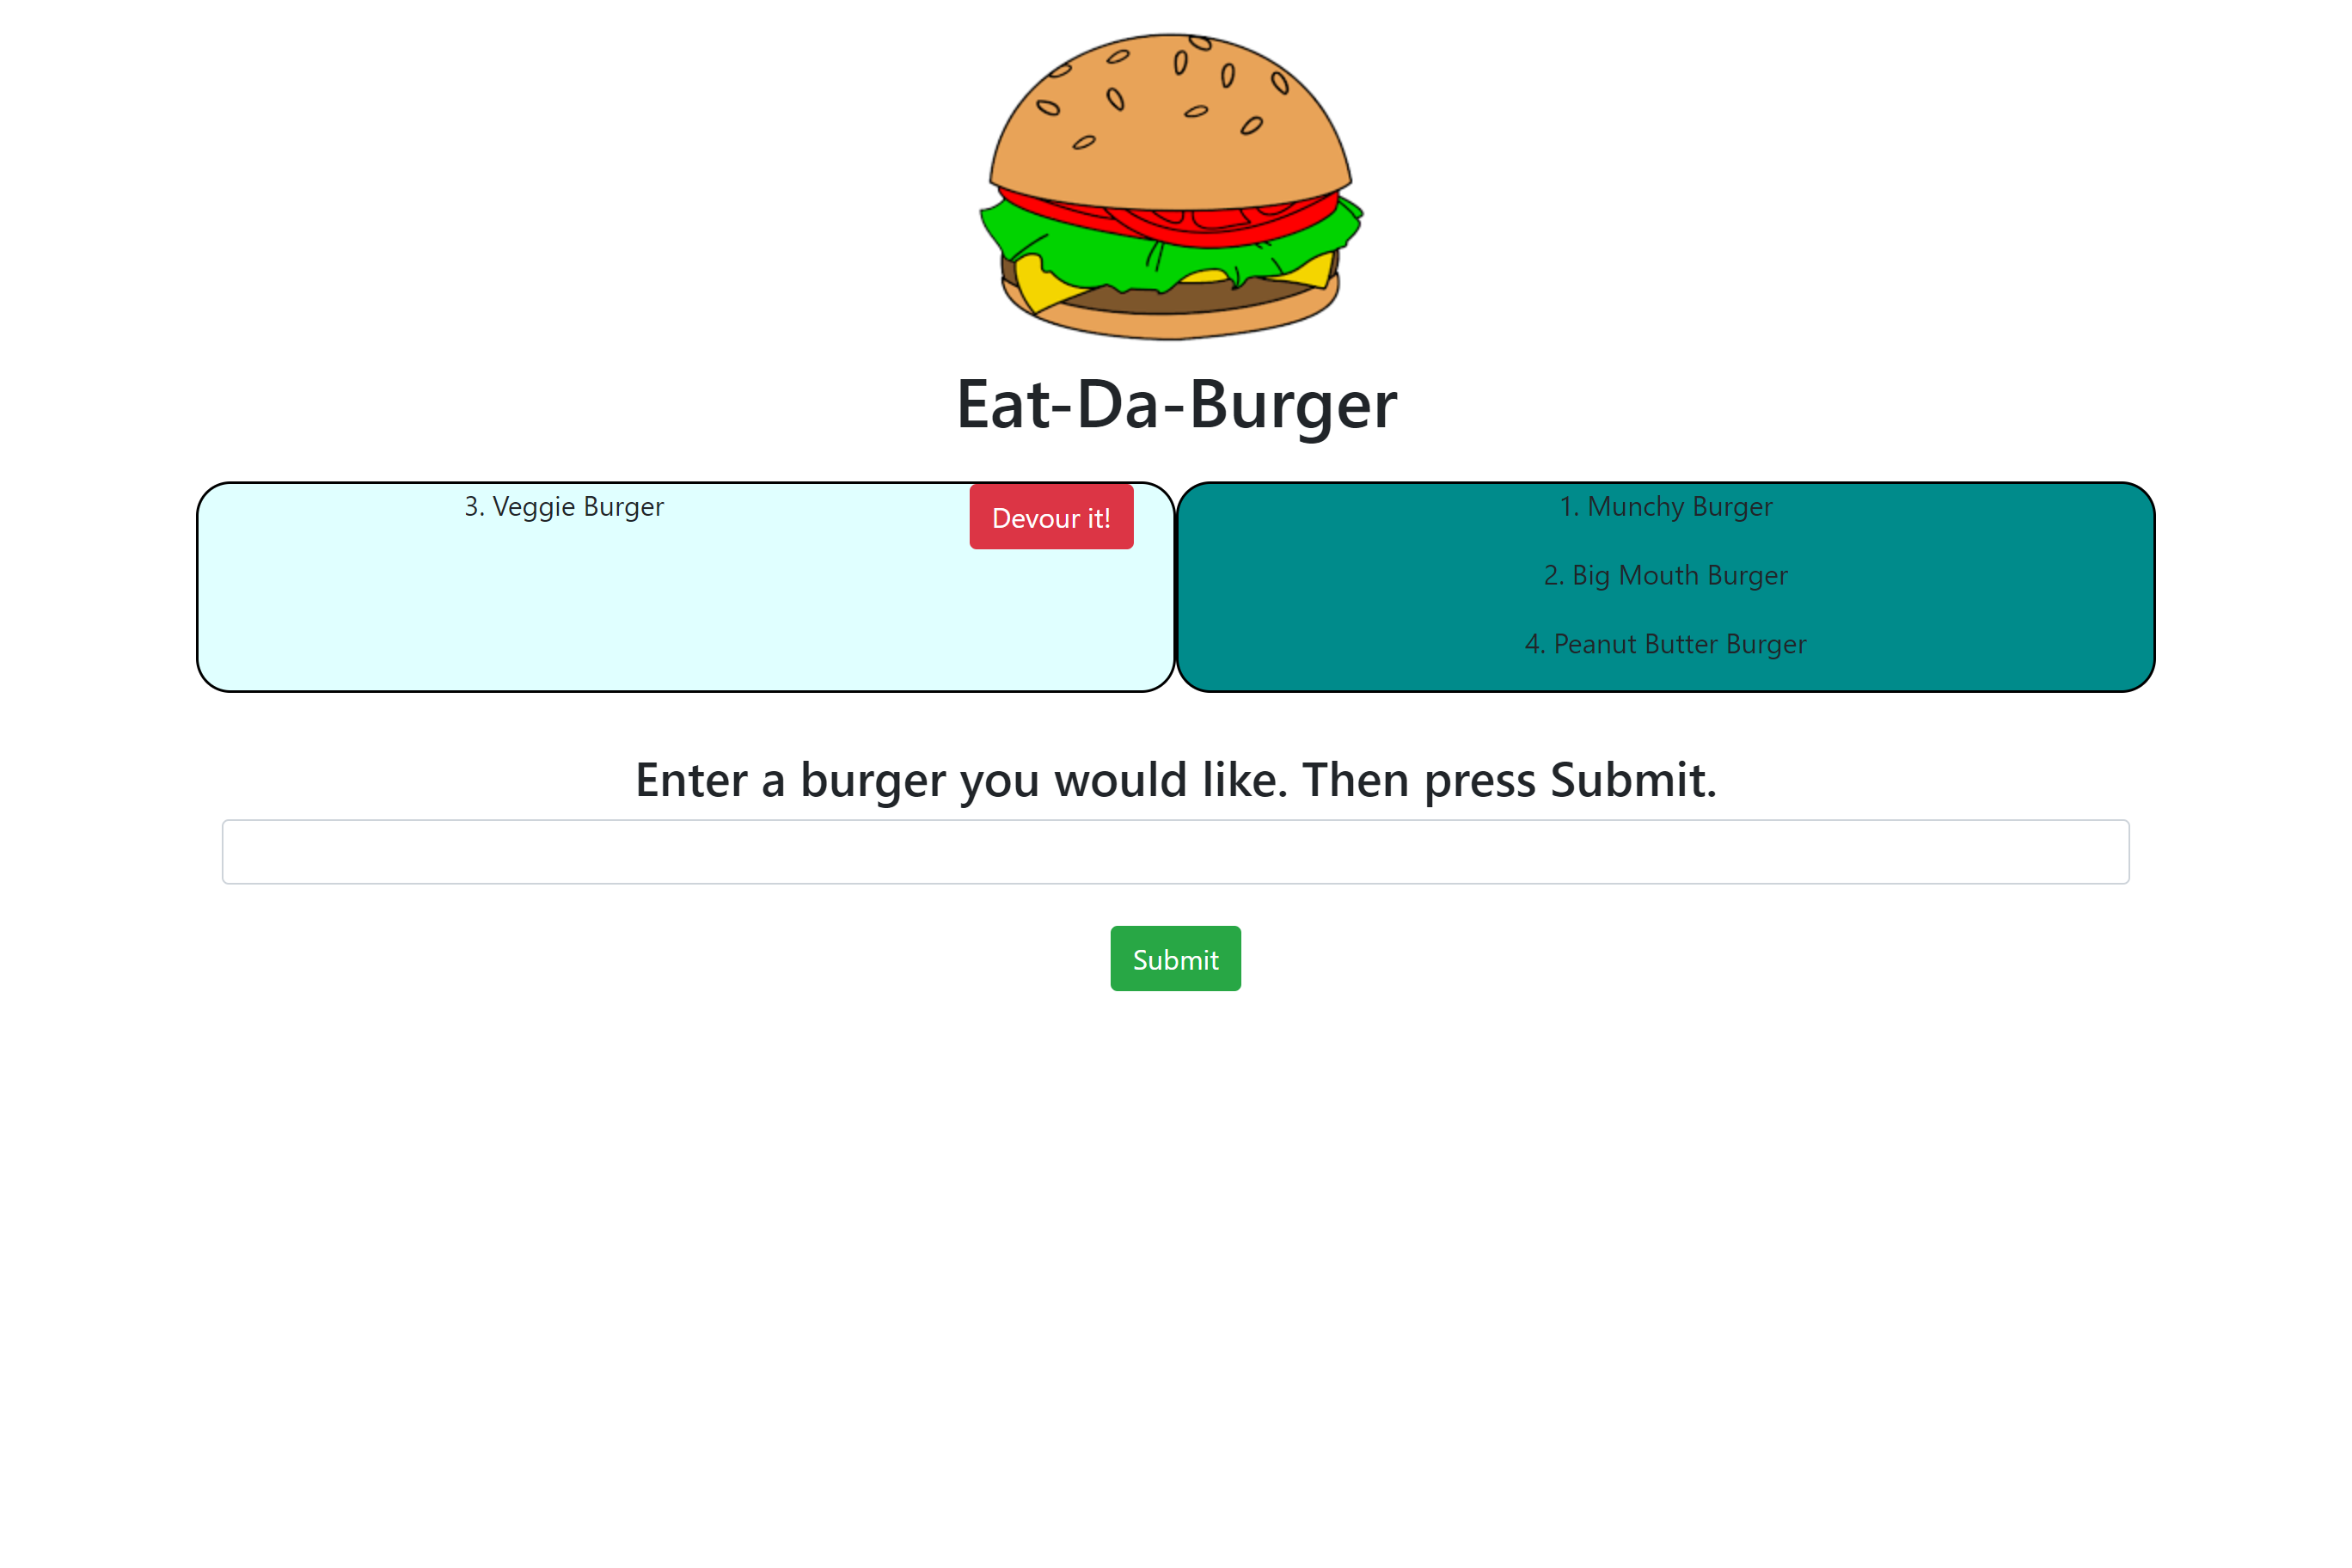 Eat-Da-Burger
3. Veggie Burger
Devour it!
1. Munchy Burger
2. Big Mouth Burger
4. Peanut Butter Burger
Enter a burger you would like. Then press Submit.
Submit